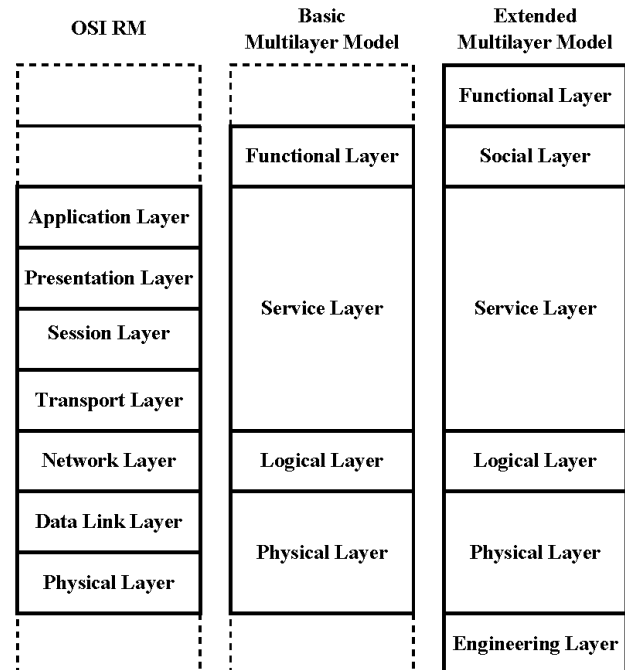 OSI RM
Application Layer
Presentation Layer
Session Layer
Transport Layer
Network Layer
Data Link Layer
Physical Layer
Basic
Multilayer Model
Functional Layer
Service Layer
Logical Layer
Physical Layer
Extended
Multilayer Model
Functional Layer
Social Layer
Service Layer
Logical Layer
Physical Layer
Engineering Layer